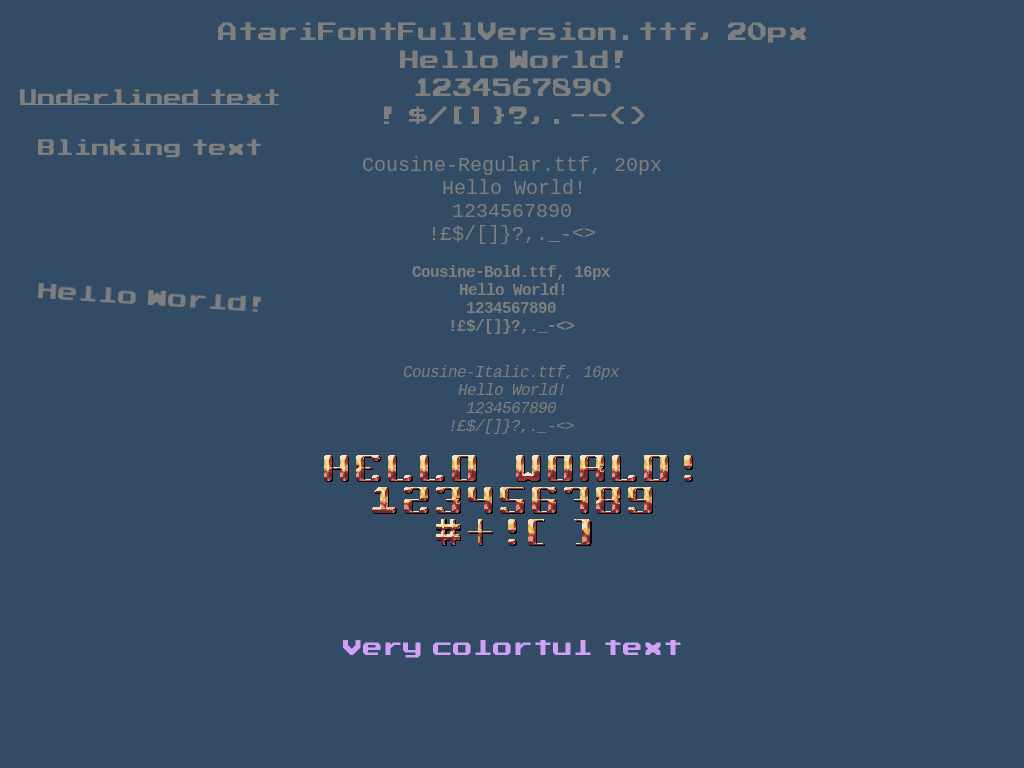 AtariFontFullVersion.ttf, 20px
Hello World!
1234567890
! $/[]}?,.--<>
Underlined text
Blinking text
Cousine-Regular.ttf, 20px
Hello World!
1234567890
!£$/[]}?,._-<>
Cousine-Bold.ttf, 16px
Hello World!
1234567890
!£$/[]}?,._-<>
Hello World!
Cousine-Italic.ttf, 16px
Hello World!
1234567890
!£$/[]}?,._-<>
HELLO WORLD!
123456789
#+![ ]
Very colorful text